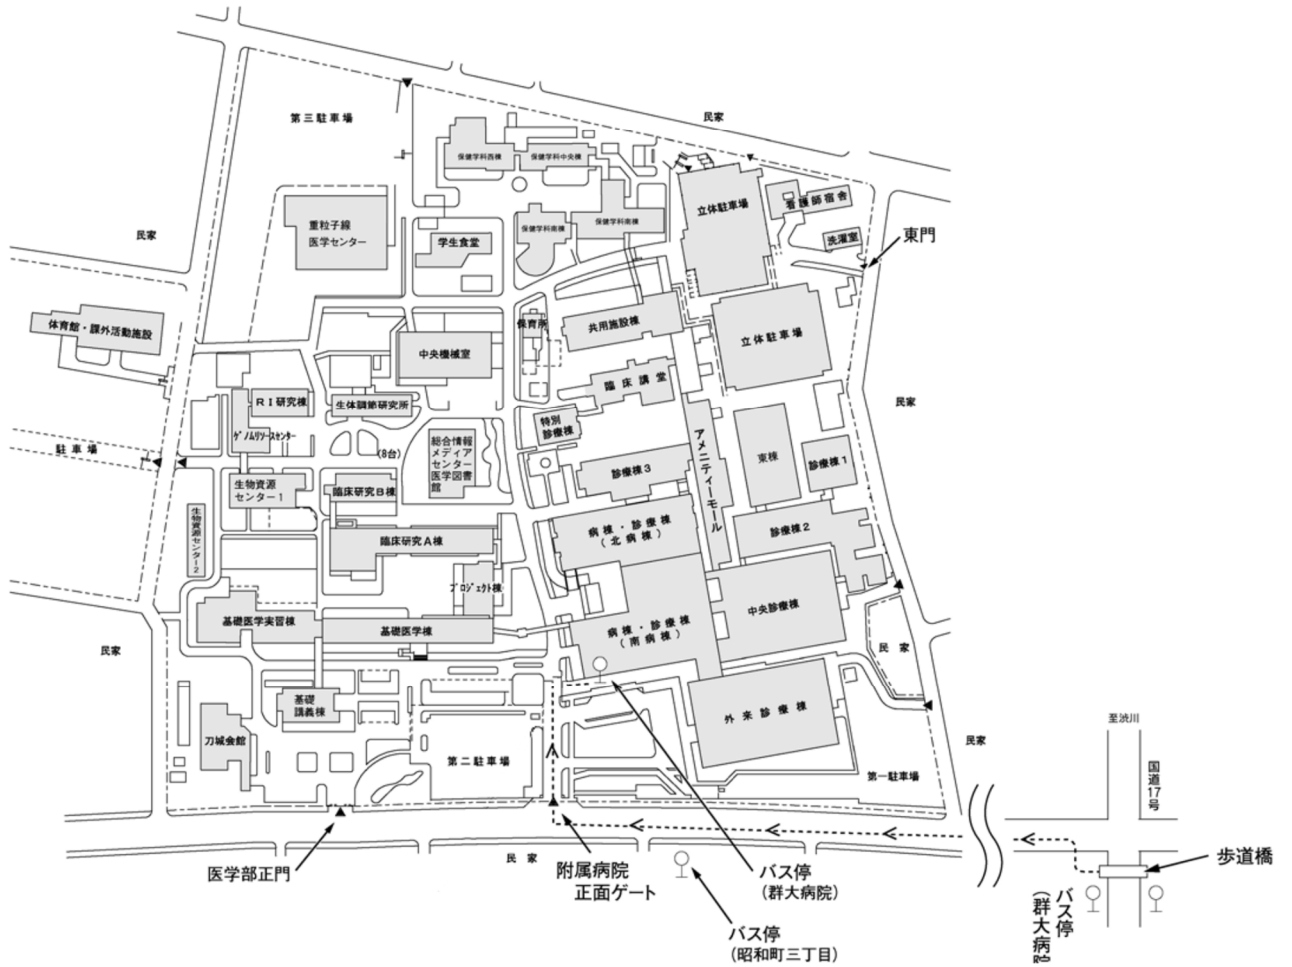 民家
第三駐車場
保健学科西棟
保健学科中央棟
立体駐車場
看護師宿舎
重粒子線
医学センター
民家
学生食堂
保健学科南棟
保健学科南棟
洗濯室
東門
体育館・課外活動施設
保育所
共用施設棟
立体駐車場
中央機械室
臨床講堂
RI研究棟
生体調節研究所
民家
特別
診療棟
ゲノムリソースセンター
駐車場
(8台)
総合情報
メディア
センター
医学図書
館
アメニティーモール
東棟
診療棟1
診療棟3
生物資源
センター1
臨床研究B棟
生物資源センター2
病棟・診療棟
(北病棟)
診療棟2
臨床研究A棟
プロジェクト棟
中央診療棟
基礎医学実習棟
基礎医学棟
病棟・診療棟
(南病棟)
民家
民家
基礎
講義棟
外来診療棟
刀城会館
第二駐車場
第一駐車場
民家
至渋川
国道17号
民家
医学部正門
附属病院
正面ゲート
バス停
(群大病院)
歩道橋
バス停
(昭和町三丁目)
バス停
(群大病院